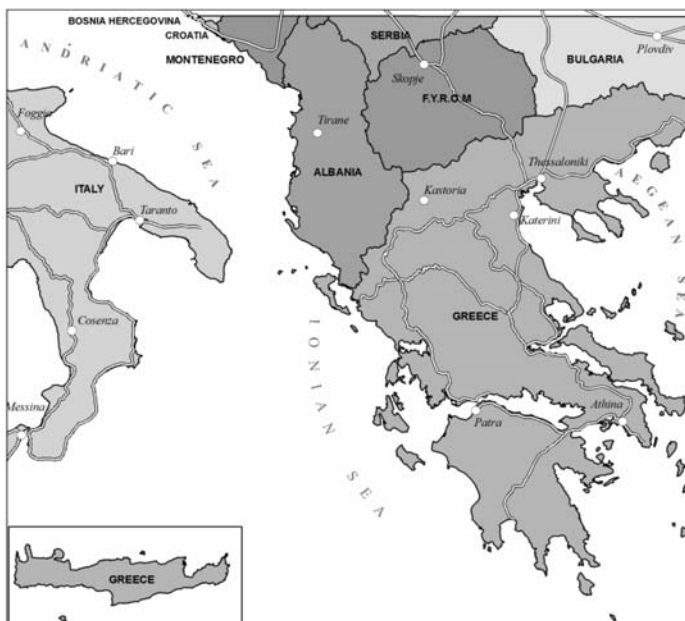 BOSNIA HERCEGOVINA
CROATIA
MONTENEGRO
SERBIA
BULGARIA
Plovdiv
Skopje
F.Y.R.O.M
ANDRIATIC SEA
Foggia
Bari
Tirane
ALBANIA
Thessaloniki
Kastoria
Katerini
AEGEAN SEA
ITALY
Taranto
Cosenza
GREECE
IONIAN SEA
Messina
Patra
Athina
GREECE